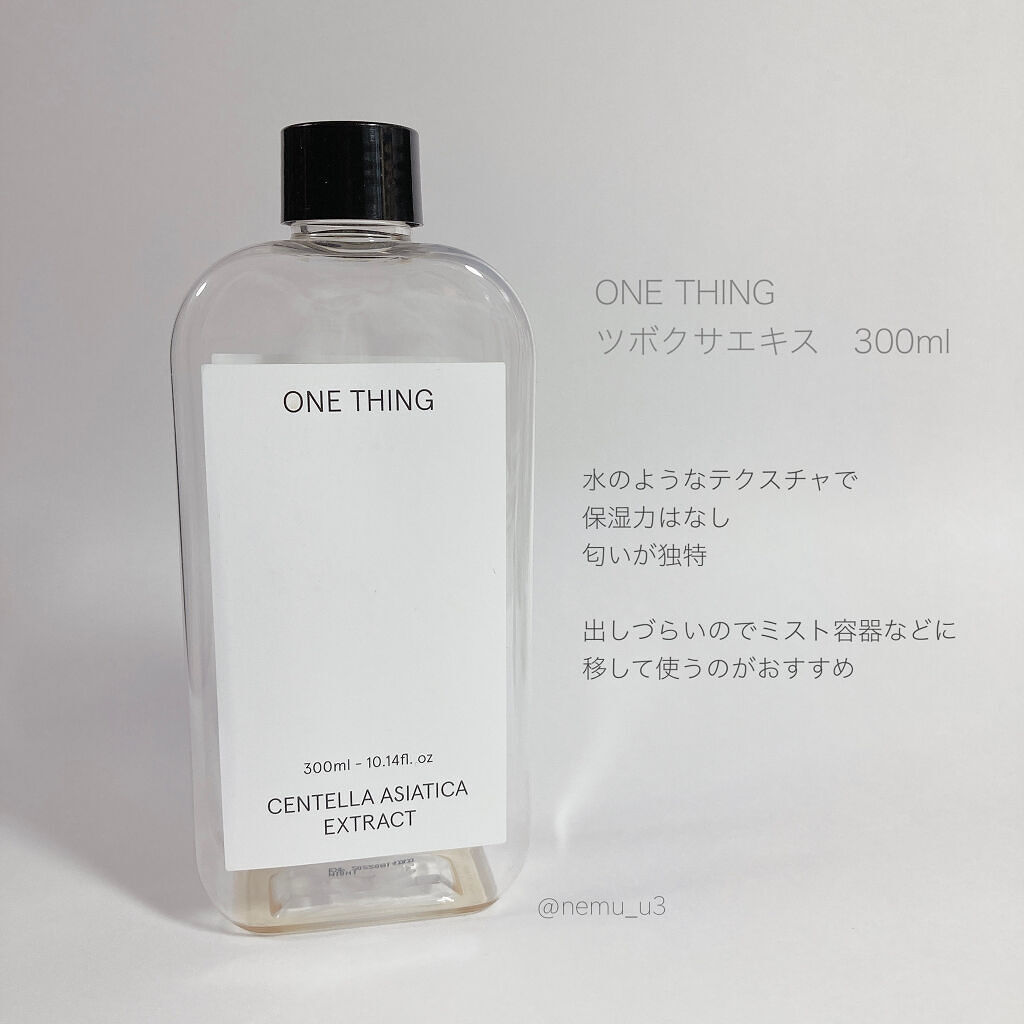 ONE THING
ツボクサエキス　300ml
水のようなテクスチャで
保湿力はなし
匂いが独特
出しづらいのでミスト容器などに
移して使うのがおすすめ
@nemu_u3
ONE THING
300ml - 10.14fl. oz
CENTELLA ASIATICA
EXTRACT